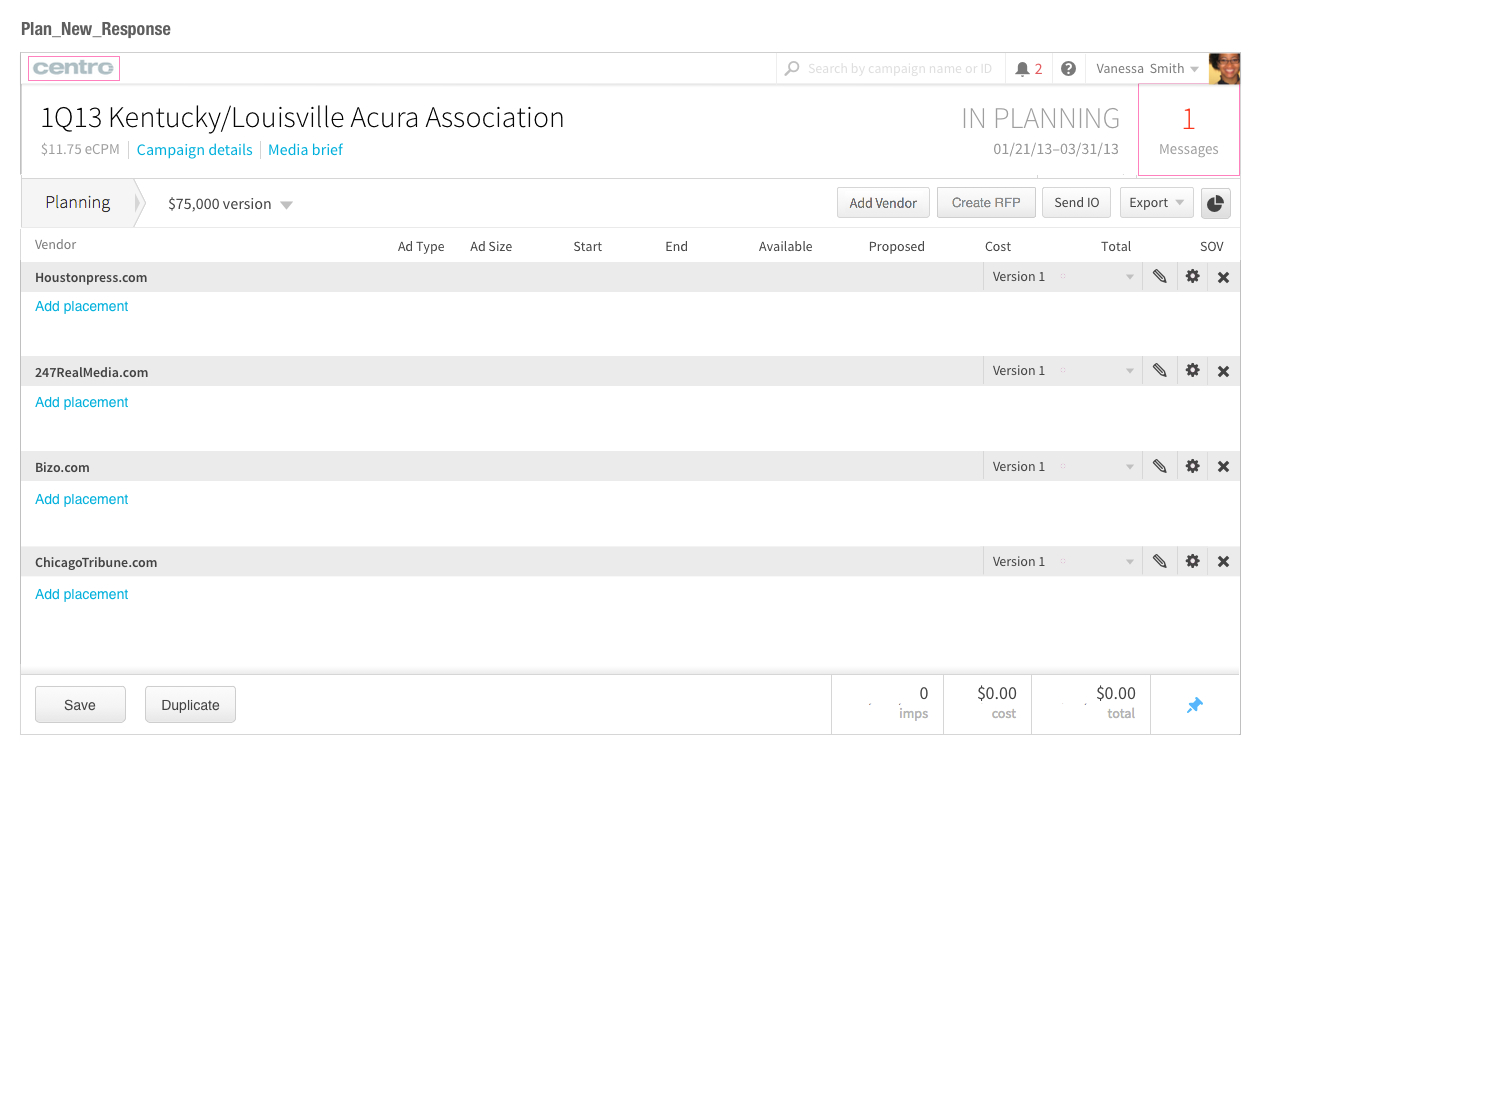 Plan_New_Response
centro
Search by campaign name or ID 2 Vanessa Smith
1Q13 Kentucky/Louisville Acura Association IN PLANNING 1
$11.75 eCPM Campaign details Media brief 01/21/13–03/31/13 Messages
Planning $75,000 version Add Vendor Create RFP Send IO Export
Vendor Ad Type Ad Size Start End Available Proposed Cost Total SOV
Houstonpress.com Version 1
Add placement
247RealMedia.com Version 1
Add placement
Bizo.com Version 1
Add placement
ChicagoTribune.com Version 1
Add placement
Save Duplicate 0 $0.00 $0.00
imps cost total